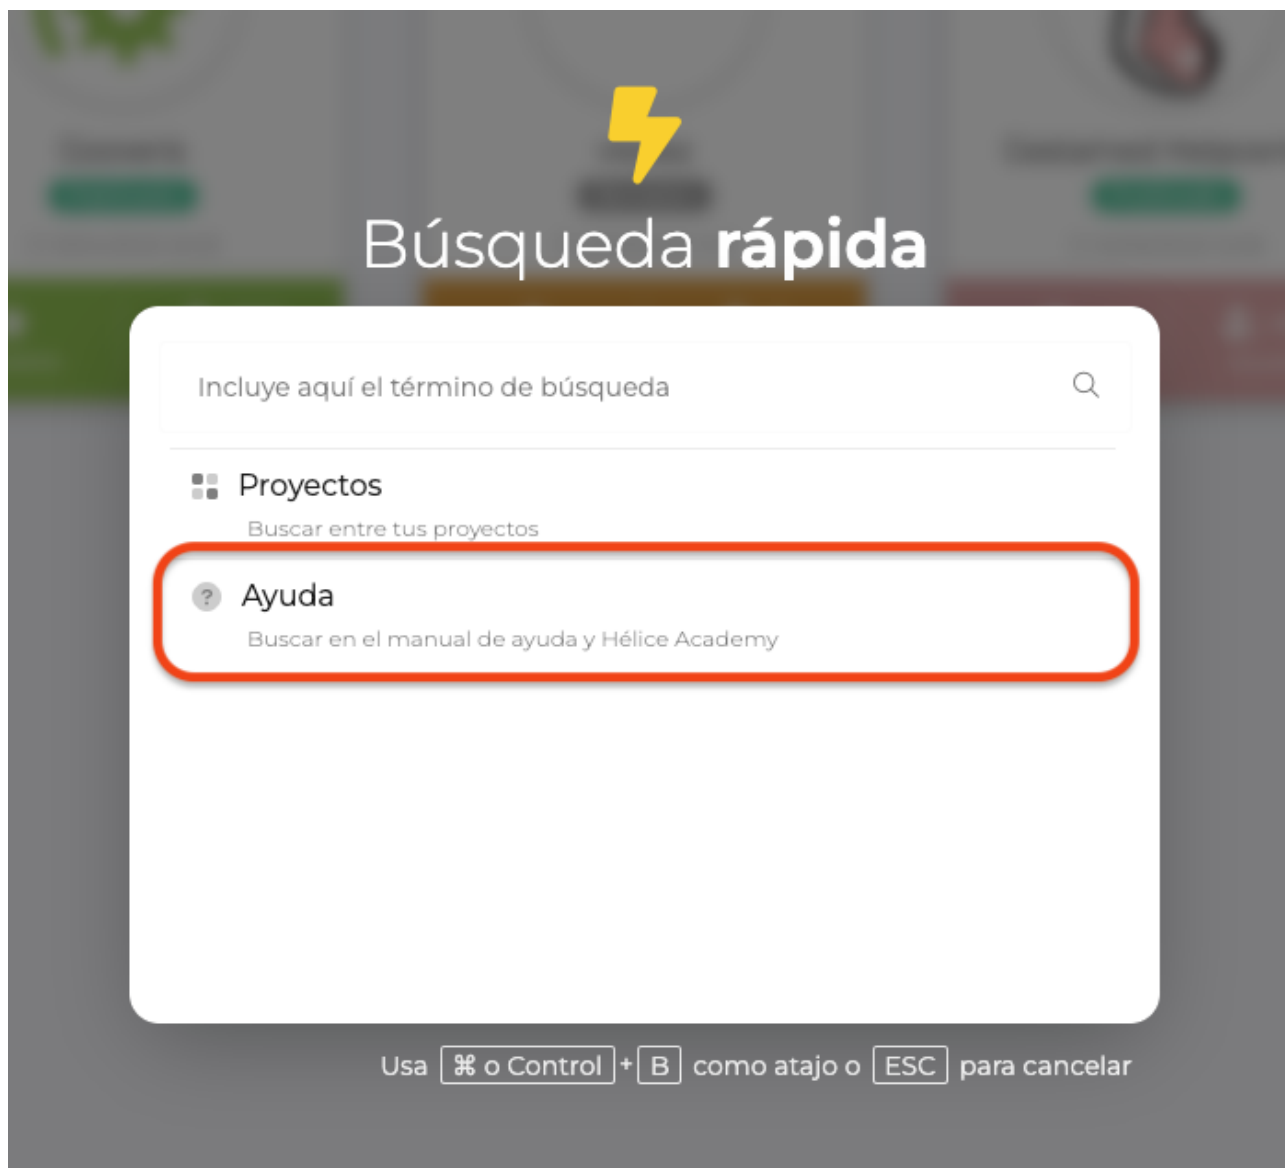 Búsqueda rápida
Incluye aquí el término de búsqueda
Proyectos
Buscar entre tus proyectos
? Ayuda
Buscar en el manual de ayuda y Hélice Academy
Usa ⌘ o Control + B como atajo o ESC para cancelar